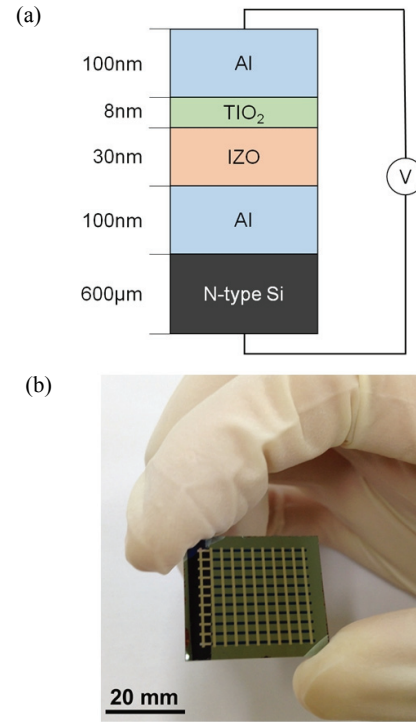 (a)
100nm Al
8nm TIO₂
30nm IZO
100nm Al
600µm N-type Si
V
(b)
20 mm